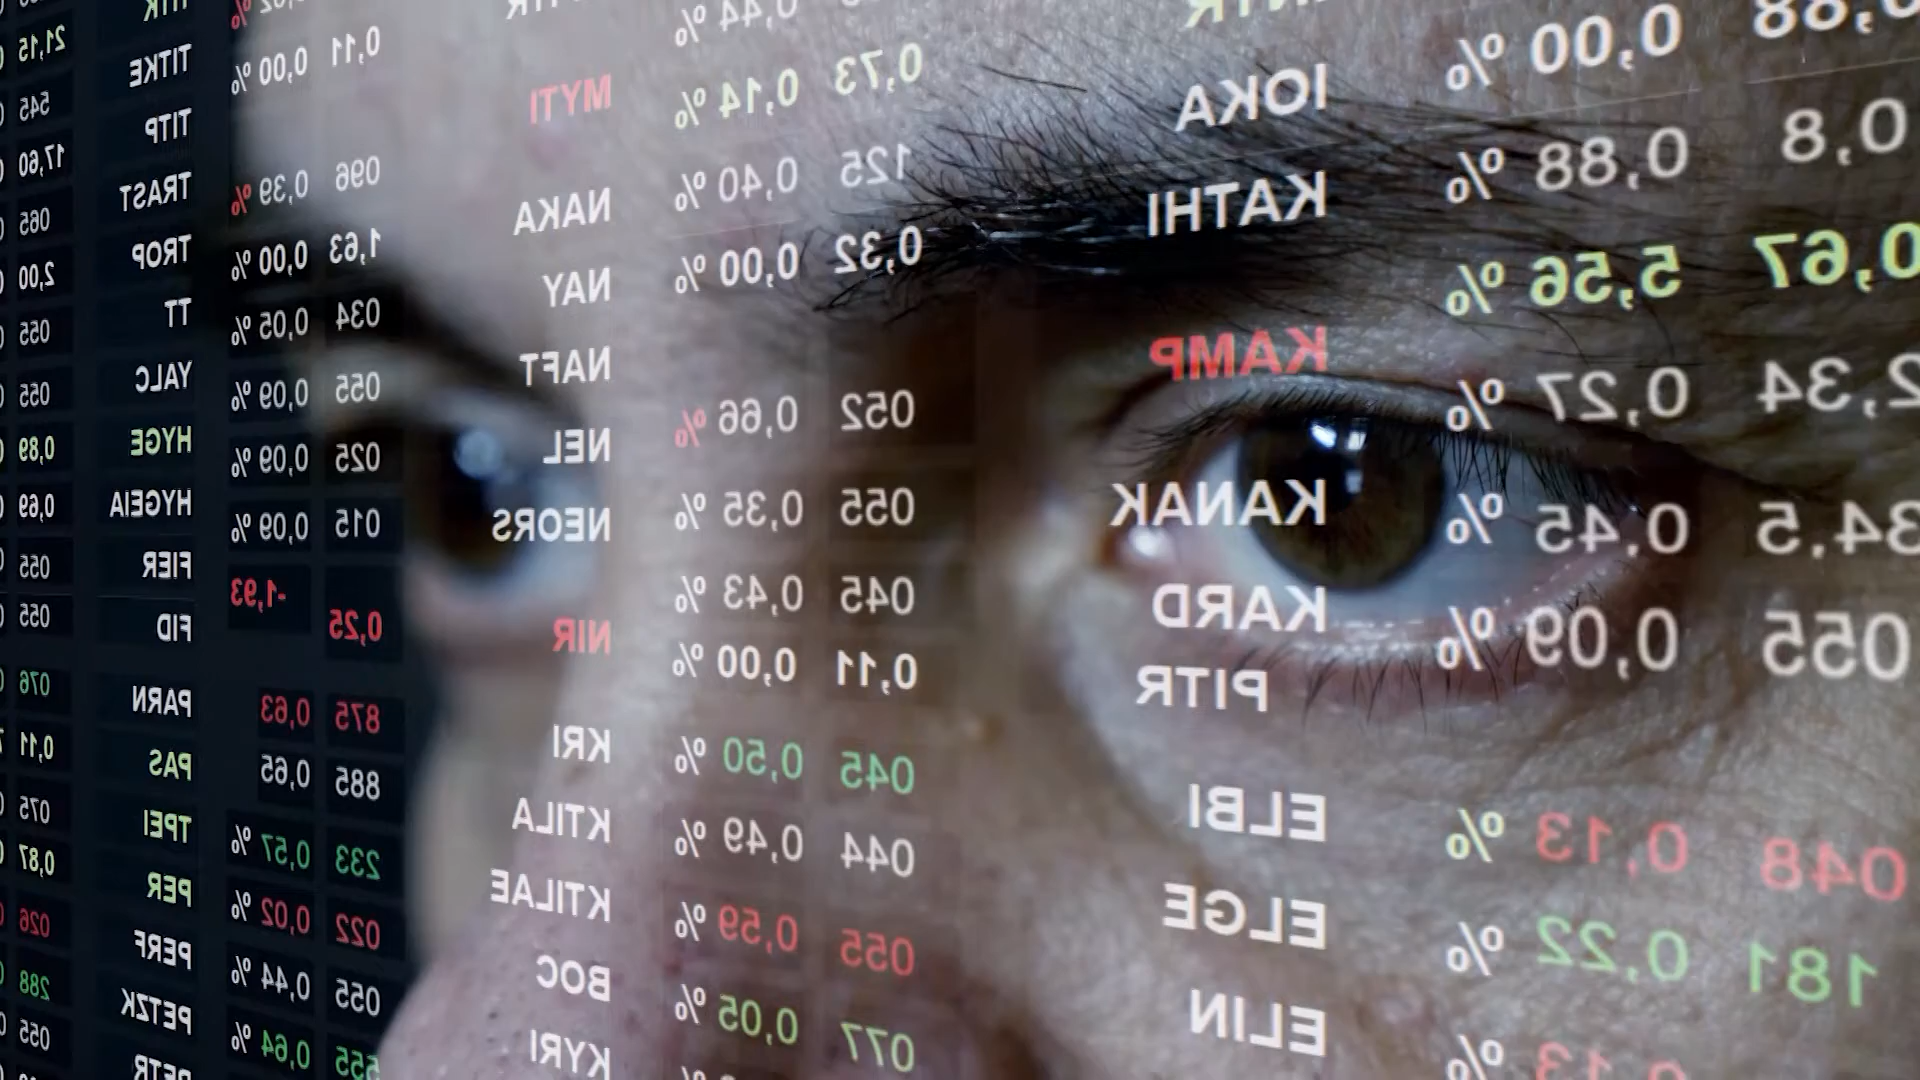 0,00 %
0,8 0,88 %
0,67 5,56 %
2,34 0,27 %
34,5 0,45 %
055 0,09 %
048 0,13 %
181 0,22 %
0,13 %
IOKA
KATHI
KAMP
KANAK
KARD
PITR
ELBI
ELGE
ELIN
0,44 %
0,73 0,14 %
125 0,40 %
0,32 0,00 %
052 0,66 %
055 0,35 %
045 0,43 %
0,11 0,00 %
045 0,50 %
044 0,49 %
055 0,59 %
077 0,05 %
MYTI
NAKA
NAY
NAFT
NEL
NEORS
NIR
KRI
KTILA
KTILAE
BOC
KYRI
0,11 0,00 %
096 0,39 %
1,63 0,00 %
034 0,05 %
055 0,09 %
025 0,09 %
015 0,09 %
0,25 -1,93
875 0,63
885 0,65
233 0,57 %
022 0,02 %
055 0,44 %
555 0,64 %
TITKE
TITP
TRAST
TROP
TT
YALC
HYGE
HYGEIA
FIER
FID
PARN
PAS
TPEI
PER
PERF
PETZK
PETR
21,15
545
17,60
065
2,00
055
055
0,89
0,69
055
055
076
0,11
075
0,87
026
288
055